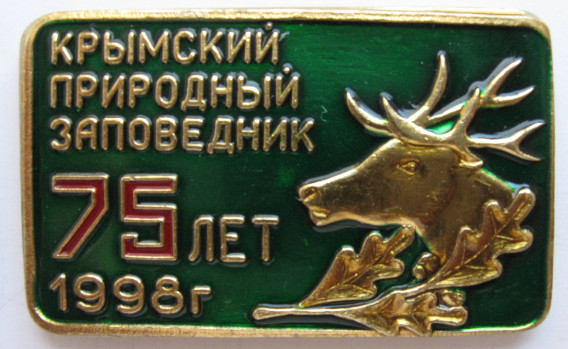 КРЫМСКИЙ
ПРИРОДНЫЙ
ЗАПОВЕДНИК
75 ЛЕТ
1998г